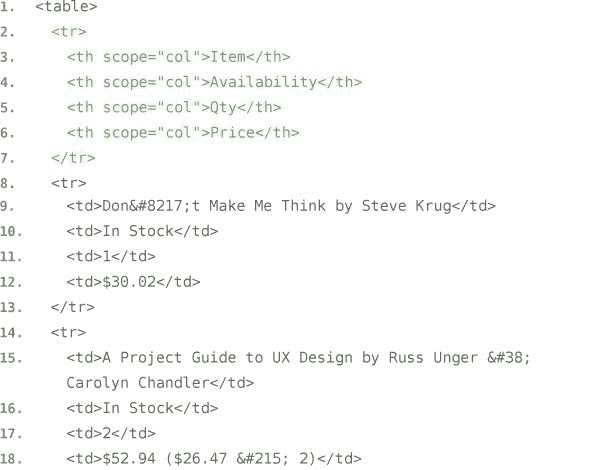 1. <table>
2. <tr>
3. <th scope="col">Item</th>
4. <th scope="col">Availability</th>
5. <th scope="col">Qty</th>
6. <th scope="col">Price</th>
7. </tr>
8. <tr>
9. <td>Don&#8217;t Make Me Think by Steve Krug</td>
10. <td>In Stock</td>
11. <td>1</td>
12. <td>$30.02</td>
13. </tr>
14. <tr>
15. <td>A Project Guide to UX Design by Russ Unger &#38;
Carolyn Chandler</td>
16. <td>In Stock</td>
17. <td>2</td>
18. <td>$52.94 ($26.47 &#215; 2)</td>